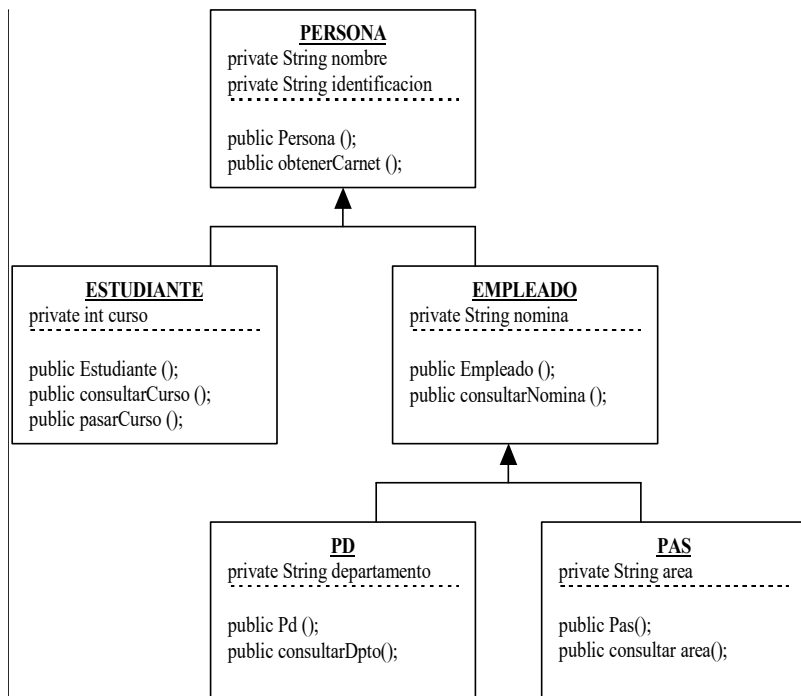 PERSONA
private String nombre
private String identificacion
public Persona ();
public obtenerCarnet ();
ESTUDIANTE
private int curso
public Estudiante ();
public consultarCurso ();
public pasarCurso ();
EMPLEADO
private String nomina
public Empleado ();
public consultarNomina ();
PD
private String departamento
public Pd ();
public consultarDpto();
PAS
private String area
public Pas();
public consultar area();